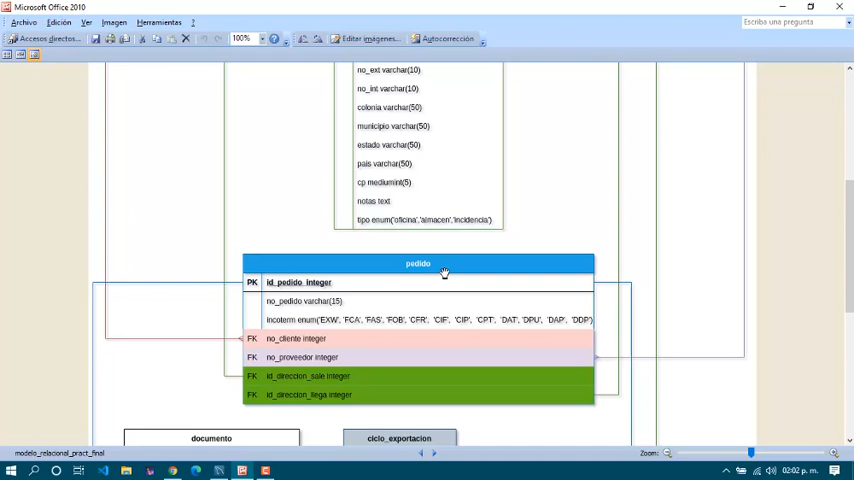 Microsoft Office 2010
Archivo Edición Ver Imagen Herramientas ?
Escriba una pregunta
Accesos directos... 100% Editar imágenes... Autocorrección
no_ext varchar(10)
no_int varchar(10)
colonia varchar(50)
municipio varchar(50)
estado varchar(50)
pais varchar(50)
cp mediumint(5)
notas text
tipo enum('oficina','almacen','incidencia')
pedido
PK id_pedido integer
no_pedido varchar(15)
incoterm enum('EXW', 'FCA', 'FAS', 'FOB', 'CFR', 'CIF', 'CIP', 'CPT', 'DAT','DPU', 'DAP', 'DDP')
FK no_cliente integer
FK no_proveedor integer
FK id_direccion_sale integer
FK id_direccion_llega integer
documento
ciclo_exportacion
modelo_relacional_pract_final
Zoom:
02:02 p. m.